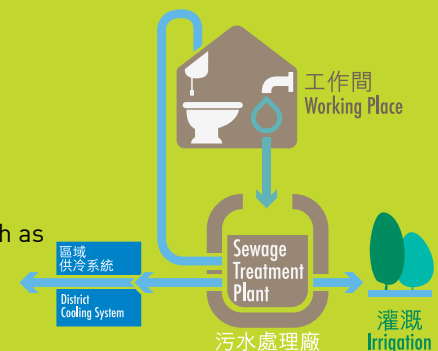 工作間
Working Place
h as
區域
供冷系統
District
Cooling System
Sewage
Treatment
Plant
污水處理廠
灌溉
Irrigation